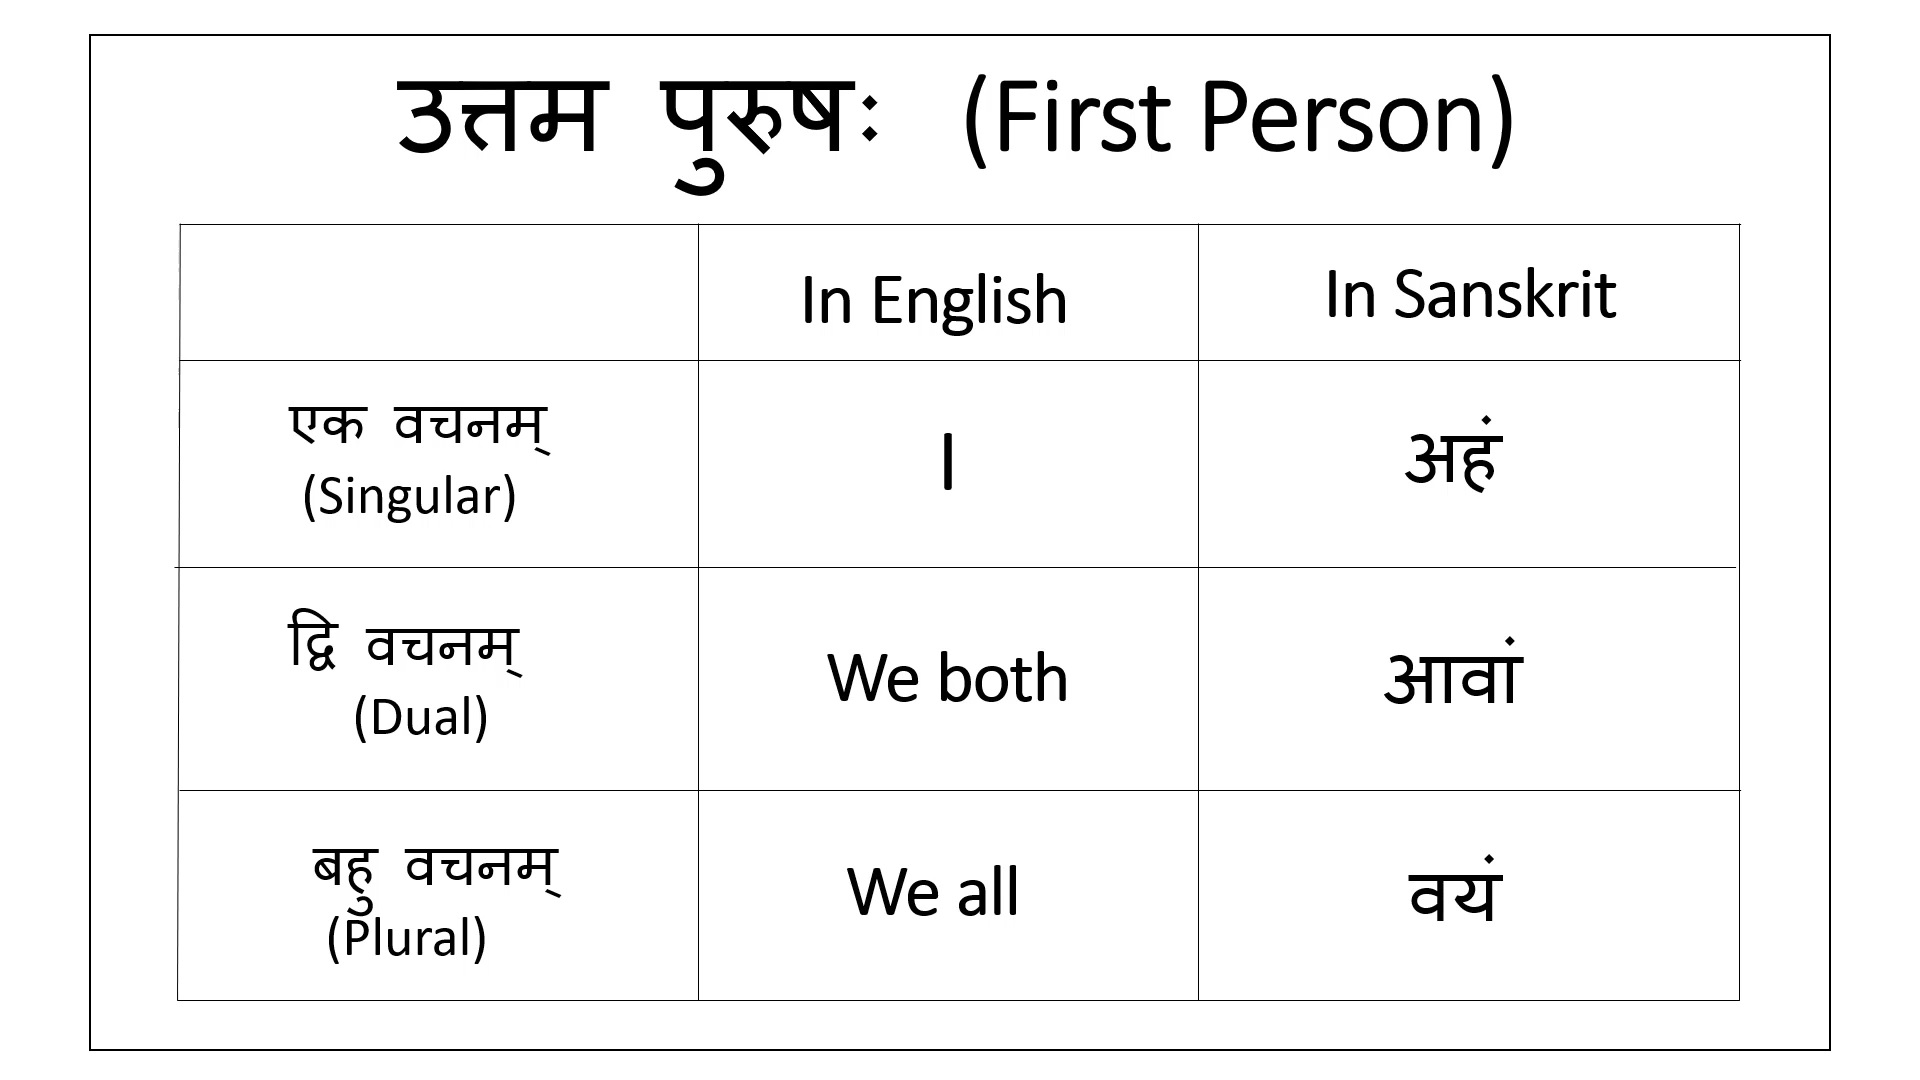 उत्तम पुरुषः (First Person)
In English In Sanskrit
एक वचनम्
(Singular)
I
अहं
द्वि वचनम्
(Dual)
We both
आवां
बहु वचनम्
(Plural)
We all
वयं